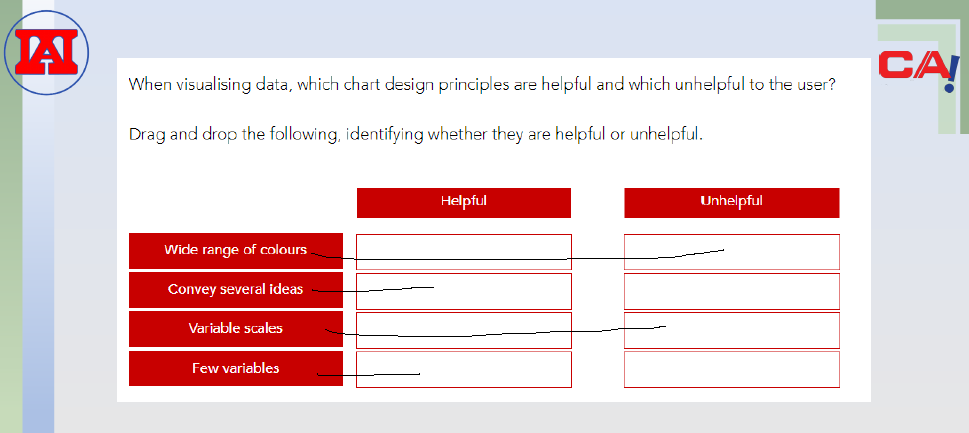 IAI
CA!
When visualising data, which chart design principles are helpful and which unhelpful to the user?
Drag and drop the following, identifying whether they are helpful or unhelpful.
Helpful
Unhelpful
Wide range of colours
Convey several ideas
Variable scales
Few variables